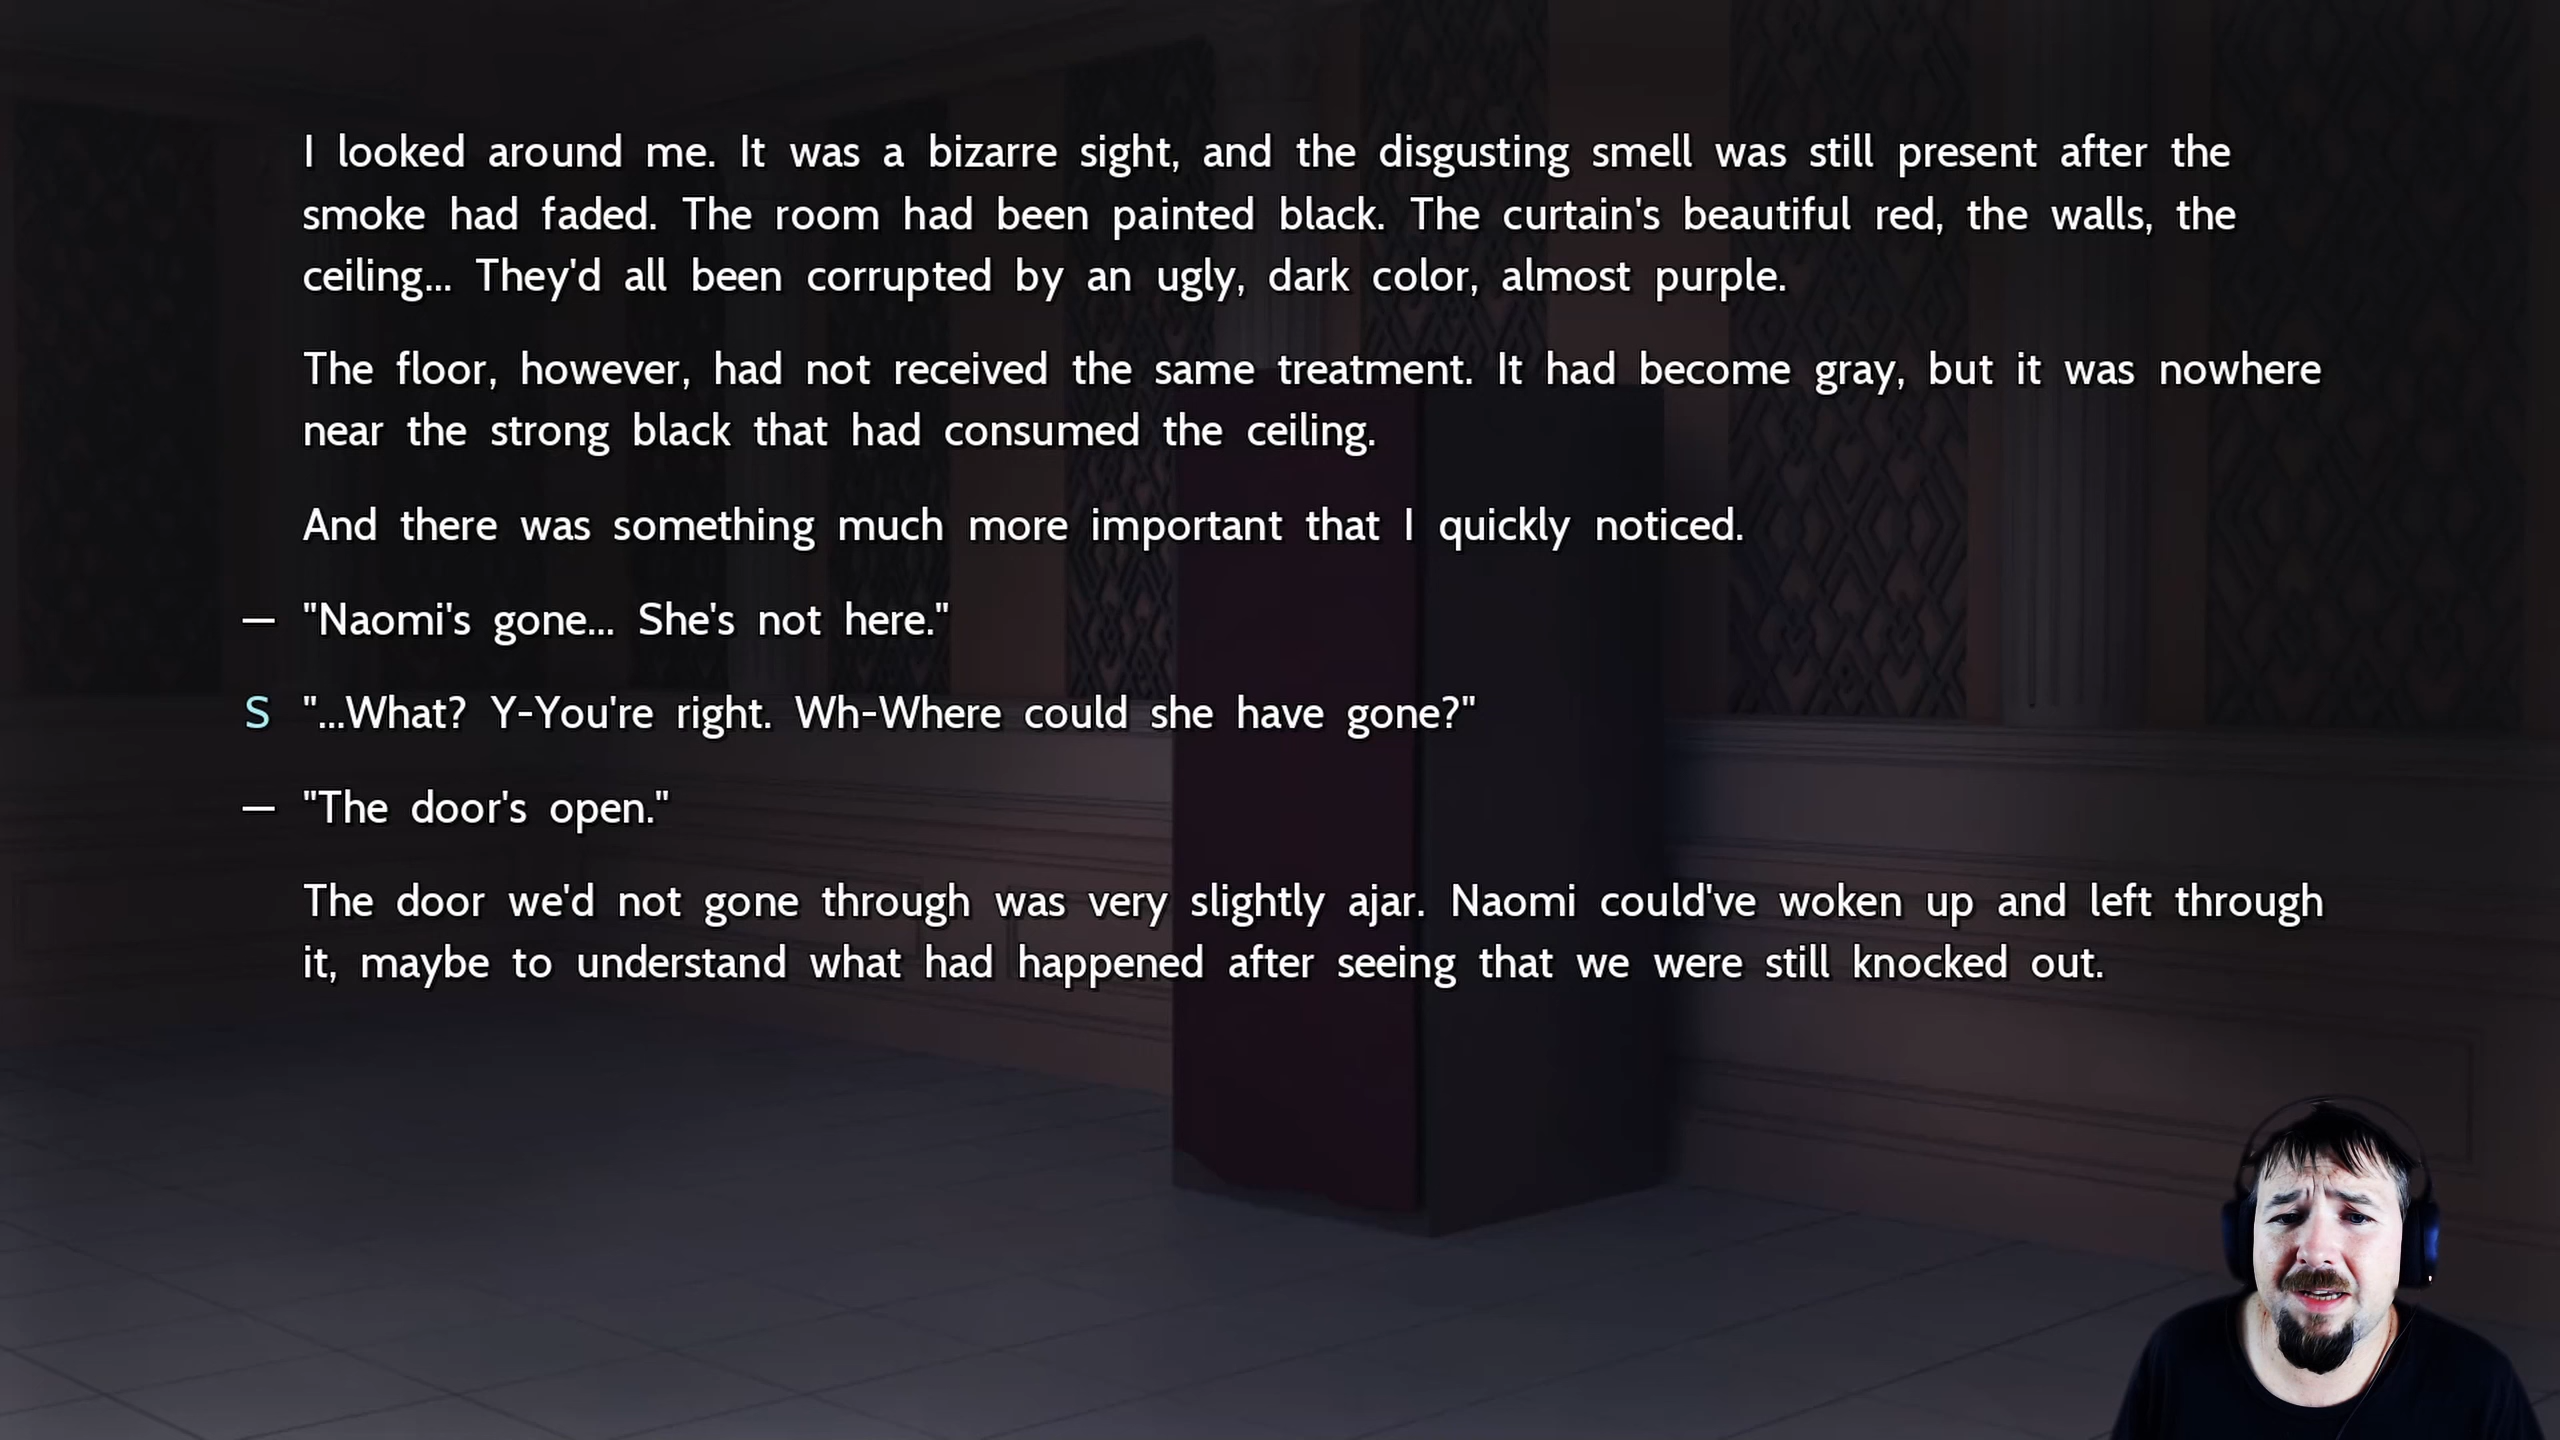 I looked around me. It was a bizarre sight, and the disgusting smell was still present after the
smoke had faded. The room had been painted black. The curtain's beautiful red, the walls, the
ceiling... They'd all been corrupted by an ugly, dark color, almost purple.
The floor, however, had not received the same treatment. It had become gray, but it was nowhere
near the strong black that had consumed the ceiling.
And there was something much more important that I quickly noticed.
— "Naomi's gone... She's not here."
S "...What? Y-You're right. Wh-Where could she have gone?"
— "The door's open."
The door we'd not gone through was very slightly ajar. Naomi could've woken up and left through
it, maybe to understand what had happened after seeing that we were still knocked out.